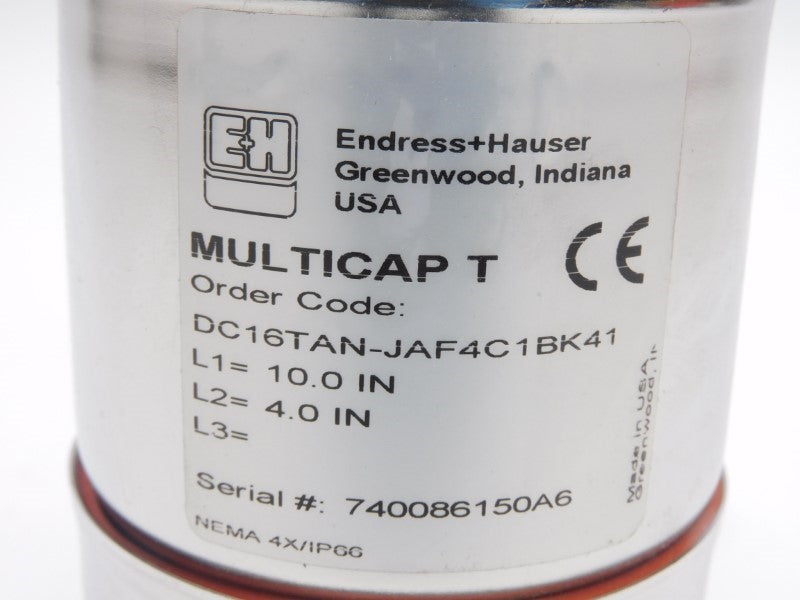 E+H
Endress+Hauser
Greenwood, Indiana
USA
MULTICAP T
CE
Order Code:
DC16TAN-JAF4C1BK41
L1= 10.0 IN
L2= 4.0 IN
L3=
Serial #: 740086150A6
NEMA 4X/IP66
Made in USA
Greenwood,